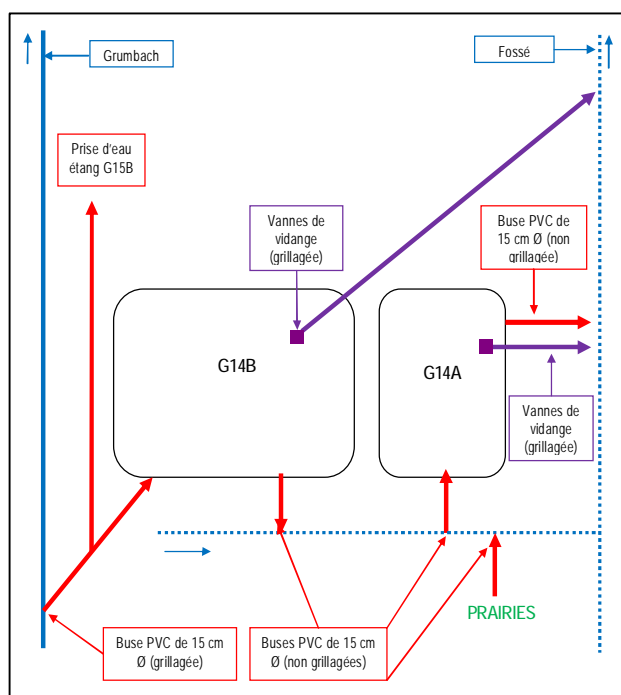 Grumbach
Fossé
Prise d'eau
étang G15B
Vannes de
vidange
(grillagée)
Buse PVC de
15 cm Ø (non
grillagée)
G14B
G14A
Vannes de
vidange
(grillagée)
PRAIRIES
Buse PVC de 15 cm
Ø (grillagée)
Buses PVC de 15 cm
Ø (non grillagées)